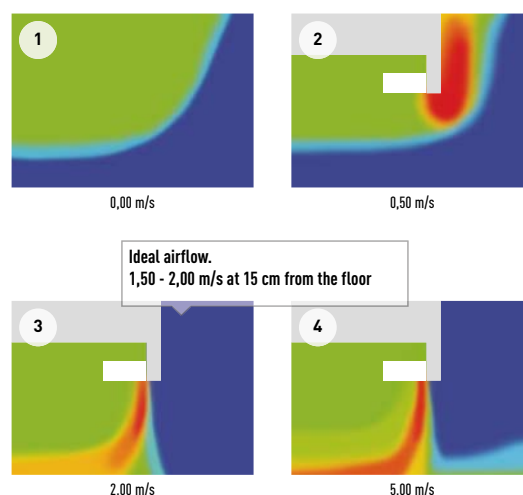 1
2
0,00 m/s
0,50 m/s
Ideal airflow.
1,50 - 2,00 m/s at 15 cm from the floor
3
4
2.00 m/s
5.00 m/s